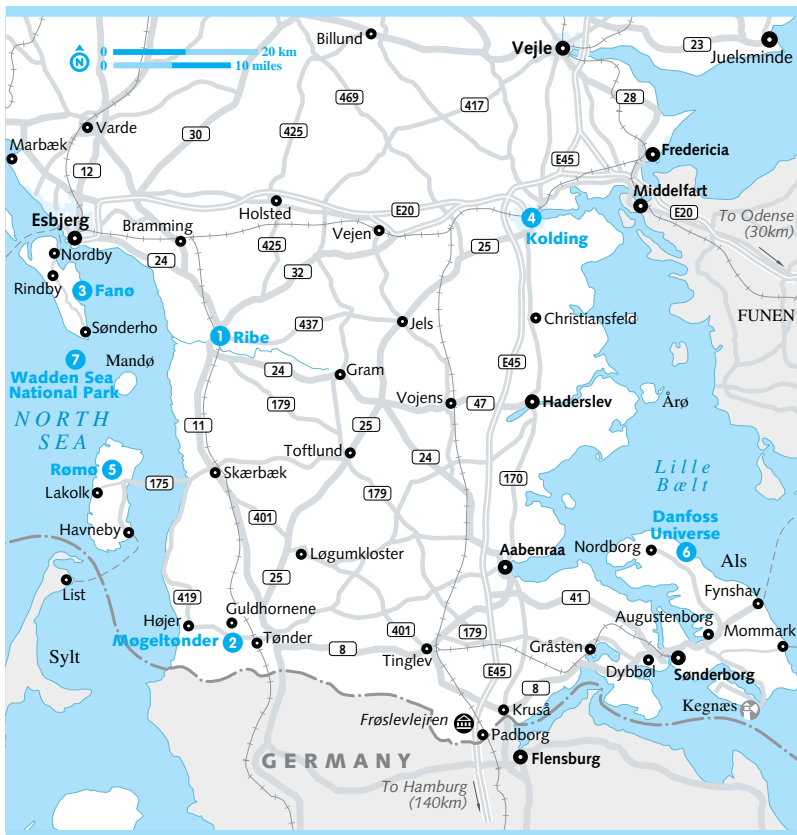 Billund
Vejle
23
Juelsminde
0 20 km
N
0 10 miles
469
417
28
Varde
30
425
Marbæk
12
E45
Fredericia
Holsted
E20
4
Kolding
Middelfart
E20
To Odense
(30km)
Esbjerg
Bramming
Nordby
24
425
Vejen
25
32
Rindby
3 Fanø
Sønderho
1 Ribe
437
Jels
Christiansfeld
FUNEN
7
Wadden Sea
National Park
Mandø
24
Gram
E45
179
Vojens
47
Haderslev
Årø
NORTH
SEA
11
25
Toftlund
24
Rømø 5
Lakolk
175
Skærbæk
179
170
Lille
Bælt
401
Havneby
Løgumkloster
Aabenraa
Danfoss
Universe
6
Nordborg
Als
List
25
419
Guldhornene
41
Fynshav
Augustenborg
Højer
Møgeltønder 2
Tønder
401
179
Mommark
Sylt
8
Tinglev
Gråsten
Dybbøl
Sønderborg
E45
8
Kegnæs
Frøslevlejren
Kruså
Padborg
GERMANY
Flensburg
To Hamburg
(140km)